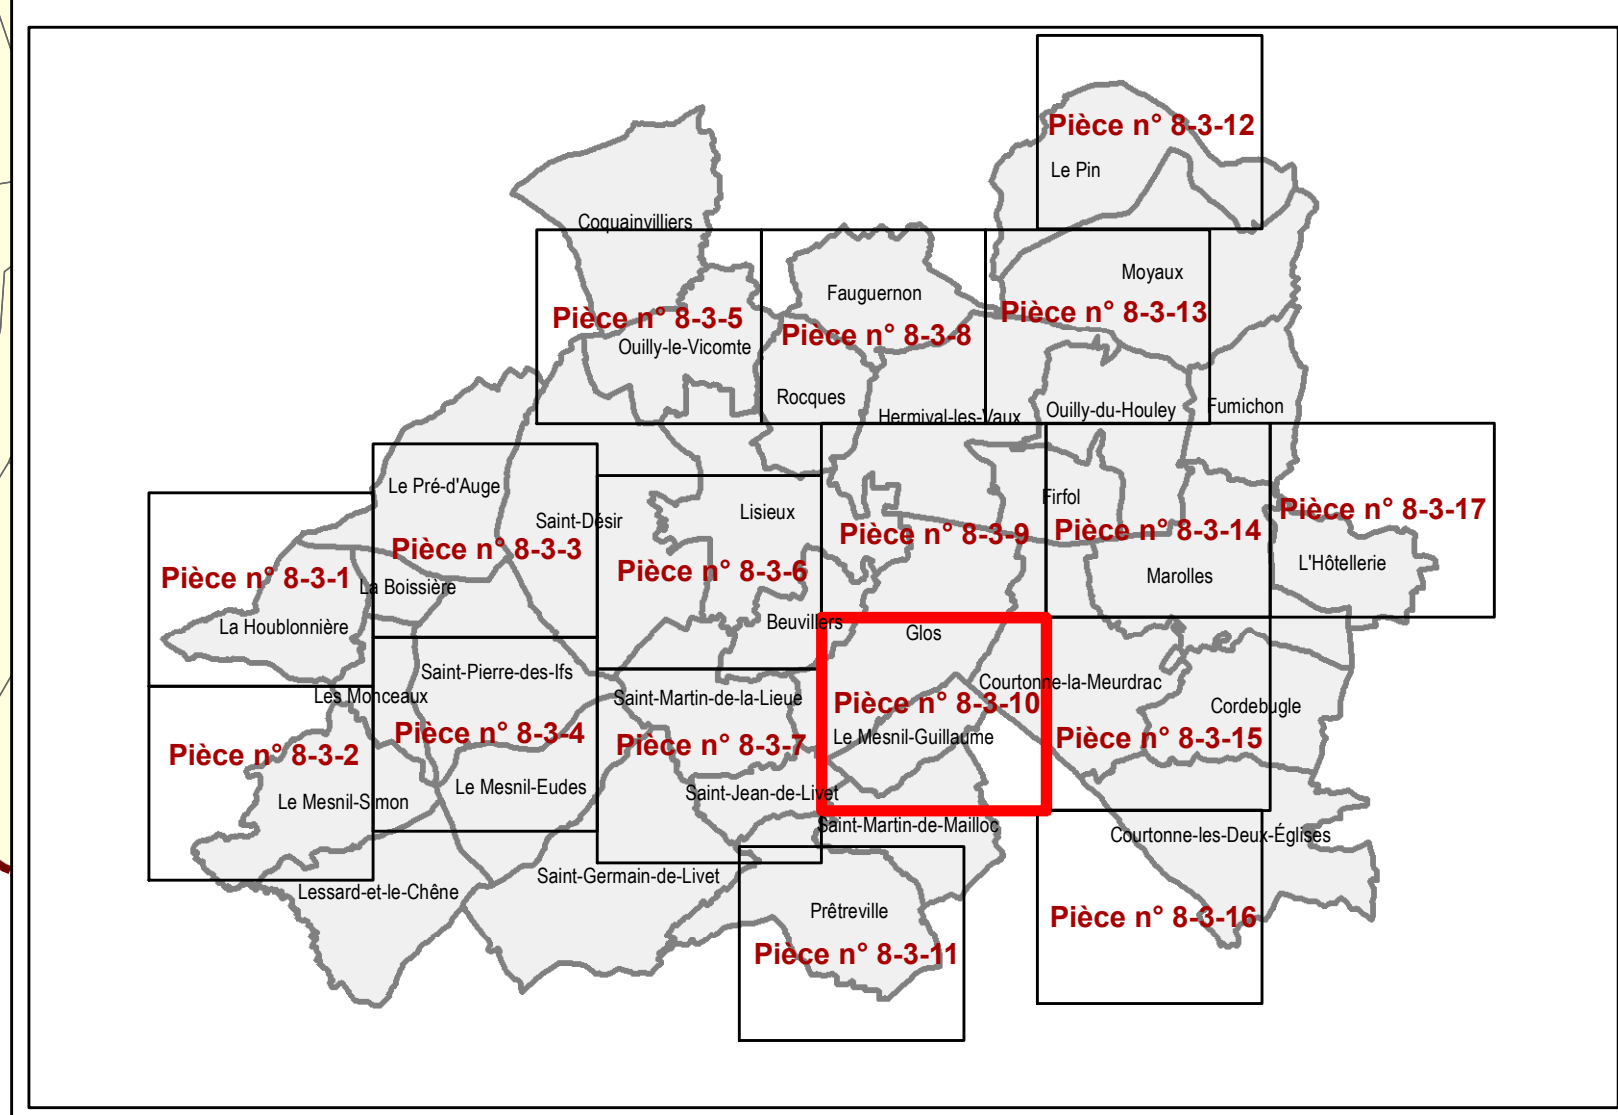 Pièce n° 8-3-12
Le Pin
Coquainvilliers
Moyaux
Fauguernon
Pièce n° 8-3-13
Pièce n° 8-3-5
Pièce n° 8-3-8
Ouilly-le-Vicomte
Rocques
Hermival-les-Vaux
Ouilly-du-Houley
Fumichon
Le Pré-d'Auge
Saint-Désir
Lisieux
Firfol
Pièce n° 8-3-17
Pièce n° 8-3-3
Pièce n° 8-3-9
Pièce n° 8-3-14
L'Hôtellerie
Pièce n° 8-3-1
La Boissière
Pièce n° 8-3-6
Marolles
La Houblonnière
Beuvillers
Glos
Saint-Pierre-des-Ifs
Courtonne-la-Meurdrac
Les Monceaux
Saint-Martin-de-la-Lieue
Pièce n° 8-3-10
Cordebugle
Pièce n° 8-3-4
Le Mesnil-Guillaume
Pièce n° 8-3-15
Pièce n° 8-3-2
Pièce n° 8-3-7
Le Mesnil-Simon
Le Mesnil-Eudes
Saint-Jean-de-Livet
Saint-Martin-de-Mailloc
Courtonne-les-Deux-Églises
Lessard-et-le-Chêne
Saint-Germain-de-Livet
Prêtreville
Pièce n° 8-3-16
Pièce n° 8-3-11